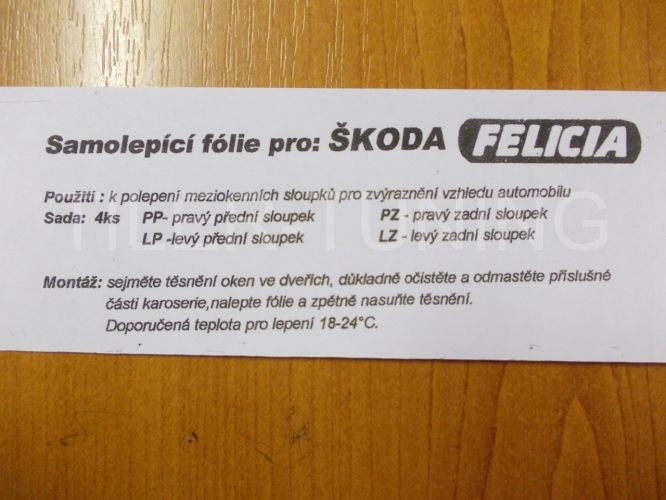 Samolepící fólie pro: ŠKODA FELICIA
Použití : k polepení meziokenních sloupků pro zvýraznění vzhledu automobilu
Sada: 4ks PP- pravý přední sloupek PZ - pravý zadní sloupek
LP -levý přední sloupek LZ - levý zadní sloupek
Montáž: sejměte těsnění oken ve dveřích, důkladně očistěte a odmastěte příslušné
části karoserie,nalepte fólie a zpětně nasuňte těsnění.
Doporučená teplota pro lepení 18-24°C.